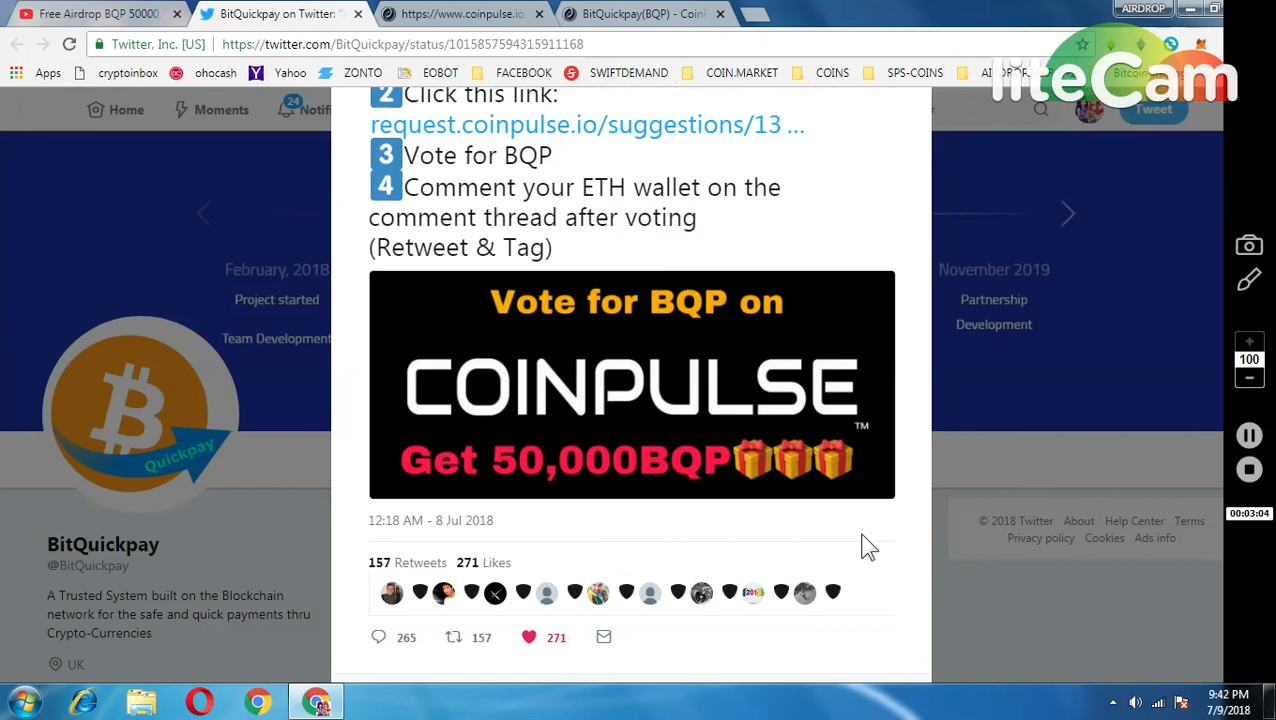 Free Airdrop BQP 50000
BitQuickpay on Twitter:
https://www.coinpulse.io
BitQuickpay(BQP) - CoinF
AIRDROP
Twitter, Inc. [US]
https://twitter.com/BitQuickpay/status/1015857594315911168
Apps
cryptoinbox
ohocash
Yahoo
ZONTO
EOBOT
FACEBOOK
SWIFTDEMAND
COIN.MARKET
COINS
SPS-COINS
liteCam
Home
Moments
24
Notifi
Tweet
2 Click this link:
request.coinpulse.io/suggestions/13 ...
3 Vote for BQP
4 Comment your ETH wallet on the
comment thread after voting
(Retweet & Tag)
February, 2018
Project started
Team Development
November 2019
Partnership
Development
Vote for BQP on
COINPULSE
TM
Get 50,000BQP
Quickpay
12:18 AM - 8 Jul 2018
157 Retweets 271 Likes
265
157
271
BitQuickpay
@BitQuickpay
A Trusted System built on the Blockchain
network for the safe and quick payments thru
Crypto-Currencies
UK
© 2018 Twitter About Help Center Terms
Privacy policy Cookies Ads info
100
00:03:04
9:42 PM
7/9/2018